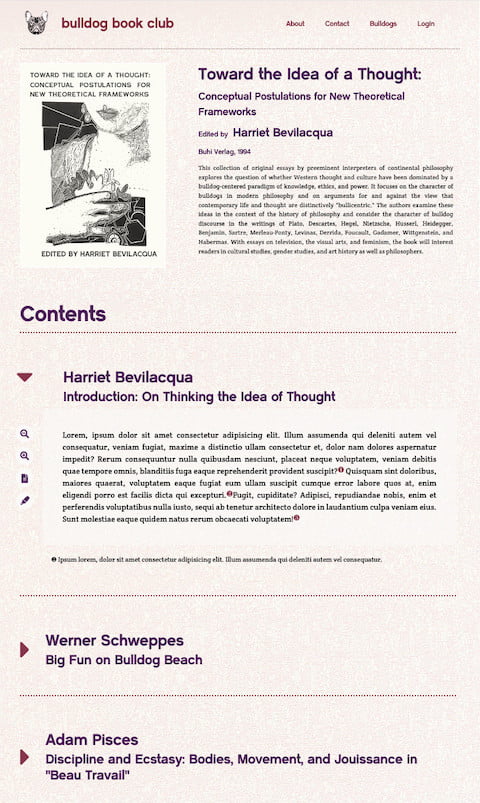 bulldog book club
About Contact Bulldogs Login
TOWARD THE IDEA OF A THOUGHT:
CONCEPTUAL POSTULATIONS FOR
NEW THEORETICAL FRAMEWORKS
EDITED BY HARRIET BEVILACQUA
Toward the Idea of a Thought:
Conceptual Postulations for New Theoretical
Frameworks
Edited by Harriet Bevilacqua
Buhi Verlag, 1994
This collection of original essays by preeminent interpreters of continental philosophy
explores the question of whether Western thought and culture have been dominated by a
bulldog-centered paradigm of knowledge, ethics, and power. It focuses on the character of
bulldogs in modern philosophy and on arguments for and against the view that
contemporary life and thought are distinctively "bullicentric." The authors examine these
ideas in the context of the history of philosophy and consider the character of bulldog
discourse in the writings of Plato, Descartes, Hegel, Nietzsche, Husserl, Heidegger,
Benjamin, Sartre, Merleau-Ponty, Levinas, Derrida, Foucault, Gadamer, Wittgenstein, and
Habermas. With essays on television, the visual arts, and feminism, the book will interest
readers in cultural studies, gender studies, and art history as well as philosophers.
Contents
Harriet Bevilacqua
Introduction: On Thinking the Idea of Thought
Lorem, ipsum dolor sit amet consectetur adipisicing elit. Illum assumenda qui deleniti autem vel
consequatur, veniam fugiat, maxime a distinctio ullam consectetur et, dolor nam dolores aspernatur
impedit? Rerum consequuntur nulla quibusdam nesciunt, placeat neque voluptatem, veniam debitis
quae tempore omnis, blanditiis fuga eaque reprehenderit provident suscipit?❶ Quisquam sint doloribus,
maiores quaerat, voluptatem eaque fugiat eum ullam suscipit cumque error labore quos at, enim
eligendi porro est facilis dicta qui excepturi.❷Fugit, cupiditate? Adipisci, repudiandae nobis, enim et
perferendis voluptatibus nulla iusto, sequi ab tenetur architecto dolore in laudantium culpa veniam eius.
Sunt molestiae eaque quidem natus rerum obcaecati voluptatem!❸
❶ Ipsum lorem, dolor sit amet consectetur adipisicing elit. Illum assumenda qui deleniti autem vel consequatur.
Werner Schweppes
Big Fun on Bulldog Beach
Adam Pisces
Discipline and Ecstasy: Bodies, Movement, and Jouissance in
"Beau Travail"